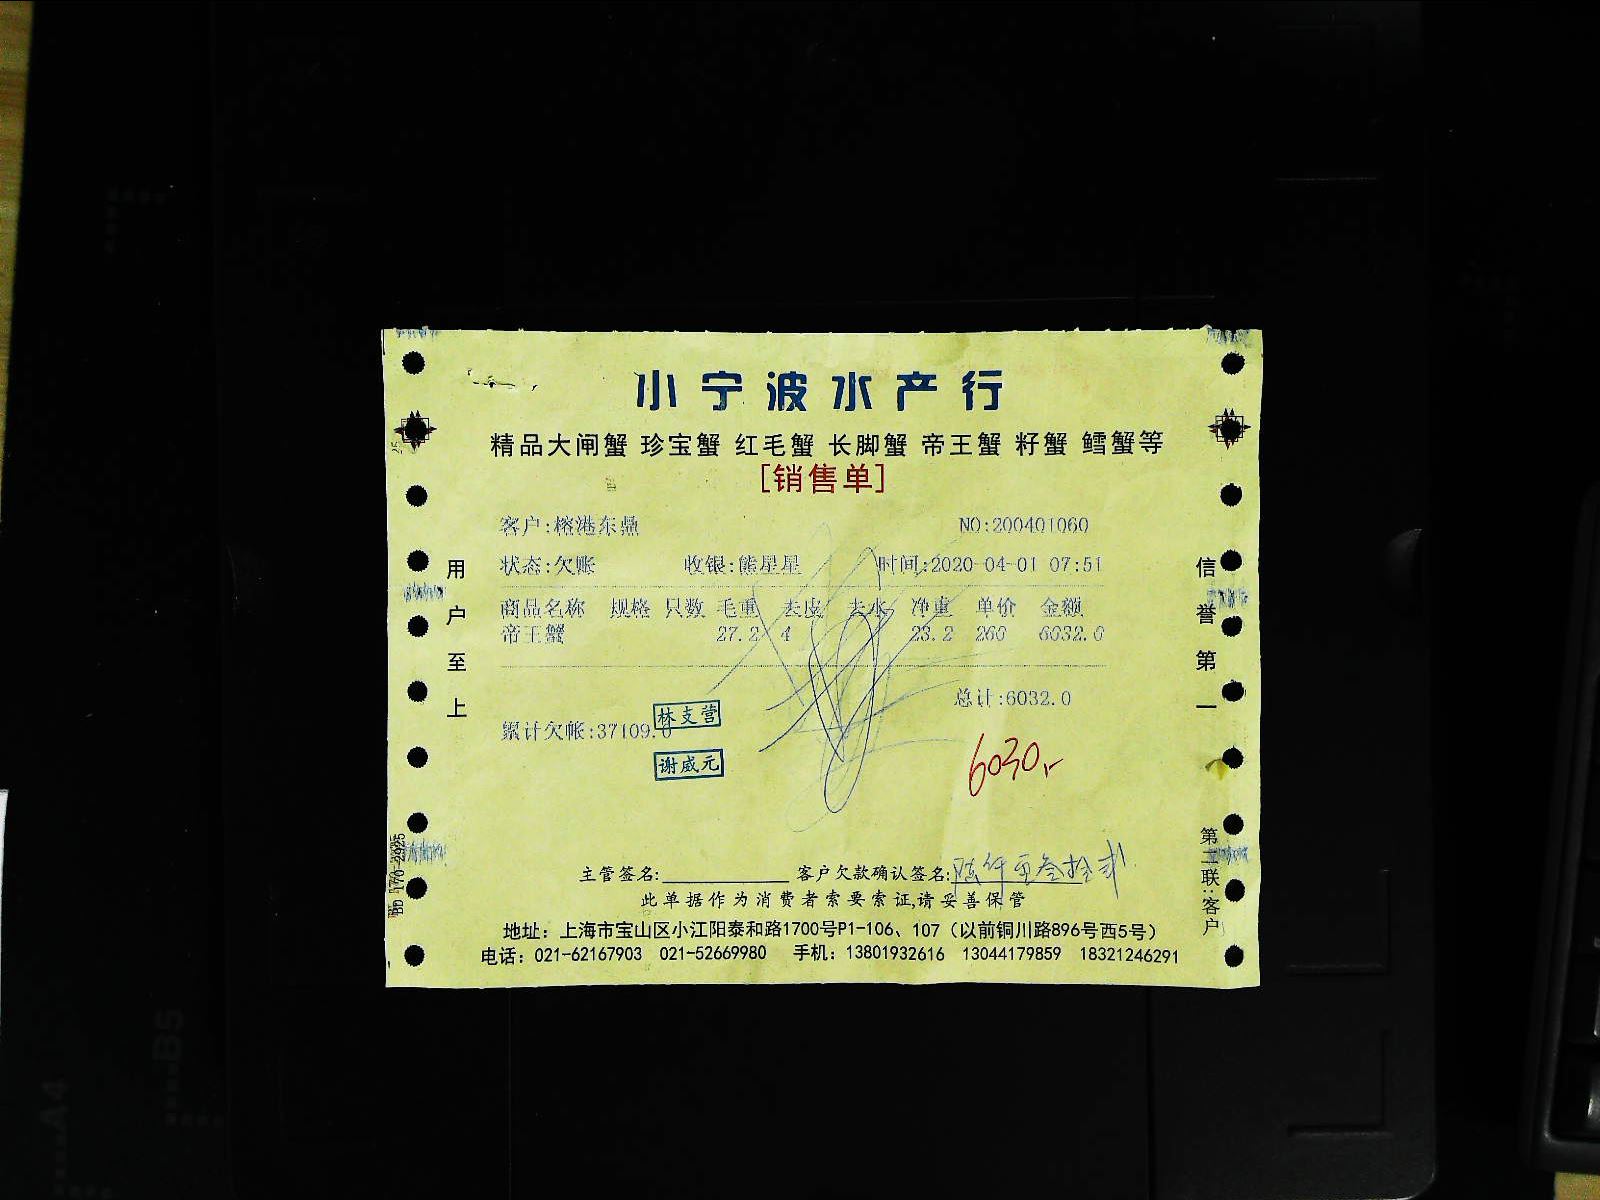 小宁波水产行
精品大闸蟹 珍宝蟹 红毛蟹 长脚蟹 帝王蟹 籽蟹 鳕蟹等
[销售单]
客户:榕港东鼎 NO:200401060
状态:欠账 收银:熊星星 时间:2020-04-01 07:51
商品名称 规格 只数 毛重 去皮 去水 净重 单价 金额
帝王蟹 27.2 4 23.2 260 6032.0
总计:6032.0
累计欠帐:37109.0
林支营
谢威元
6030,-
用户至上
信誉第一
第二联:客户
主管签名: 客户欠款确认签名:
此单据作为消费者索要索证,请妥善保管
地址：上海市宝山区小江阳泰和路1700号P1-106、107（以前铜川路896号西5号）
电话：021-62167903 021-52669980 手机：13801932616 13044179859 18321246291
A4
B5